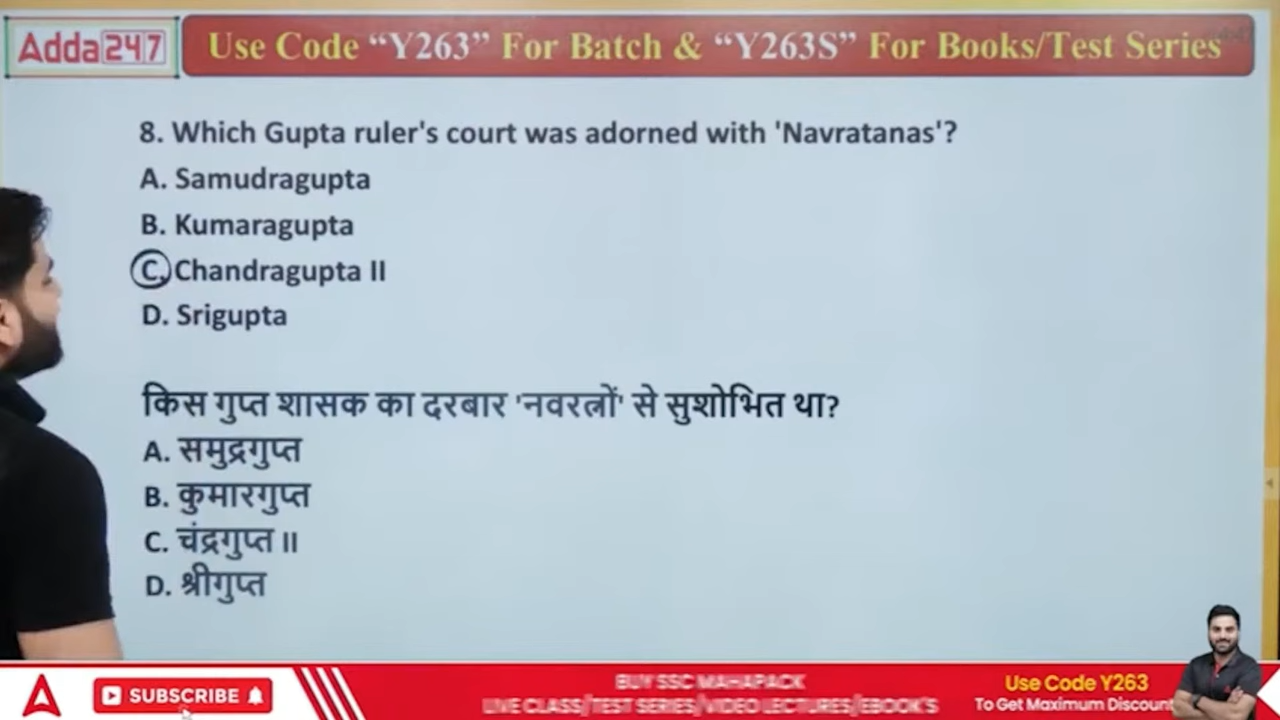 Adda247
Use Code “Y263” For Batch & “Y263S” For Books/Test Series
8. Which Gupta ruler's court was adorned with 'Navratanas'?
A. Samudragupta
B. Kumaragupta
C. Chandragupta II
D. Srigupta
किस गुप्त शासक का दरबार 'नवरत्नों' से सुशोभित था?
A. समुद्रगुप्त
B. कुमारगुप्त
C. चंद्रगुप्त II
D. श्रीगुप्त
SUBSCRIBE
BUY SSC MAHAPACK
LIVE CLASS/TEST SERIES/VIDEO LECTURES/EBOOK'S
Use Code Y263
To Get Maximum Discount